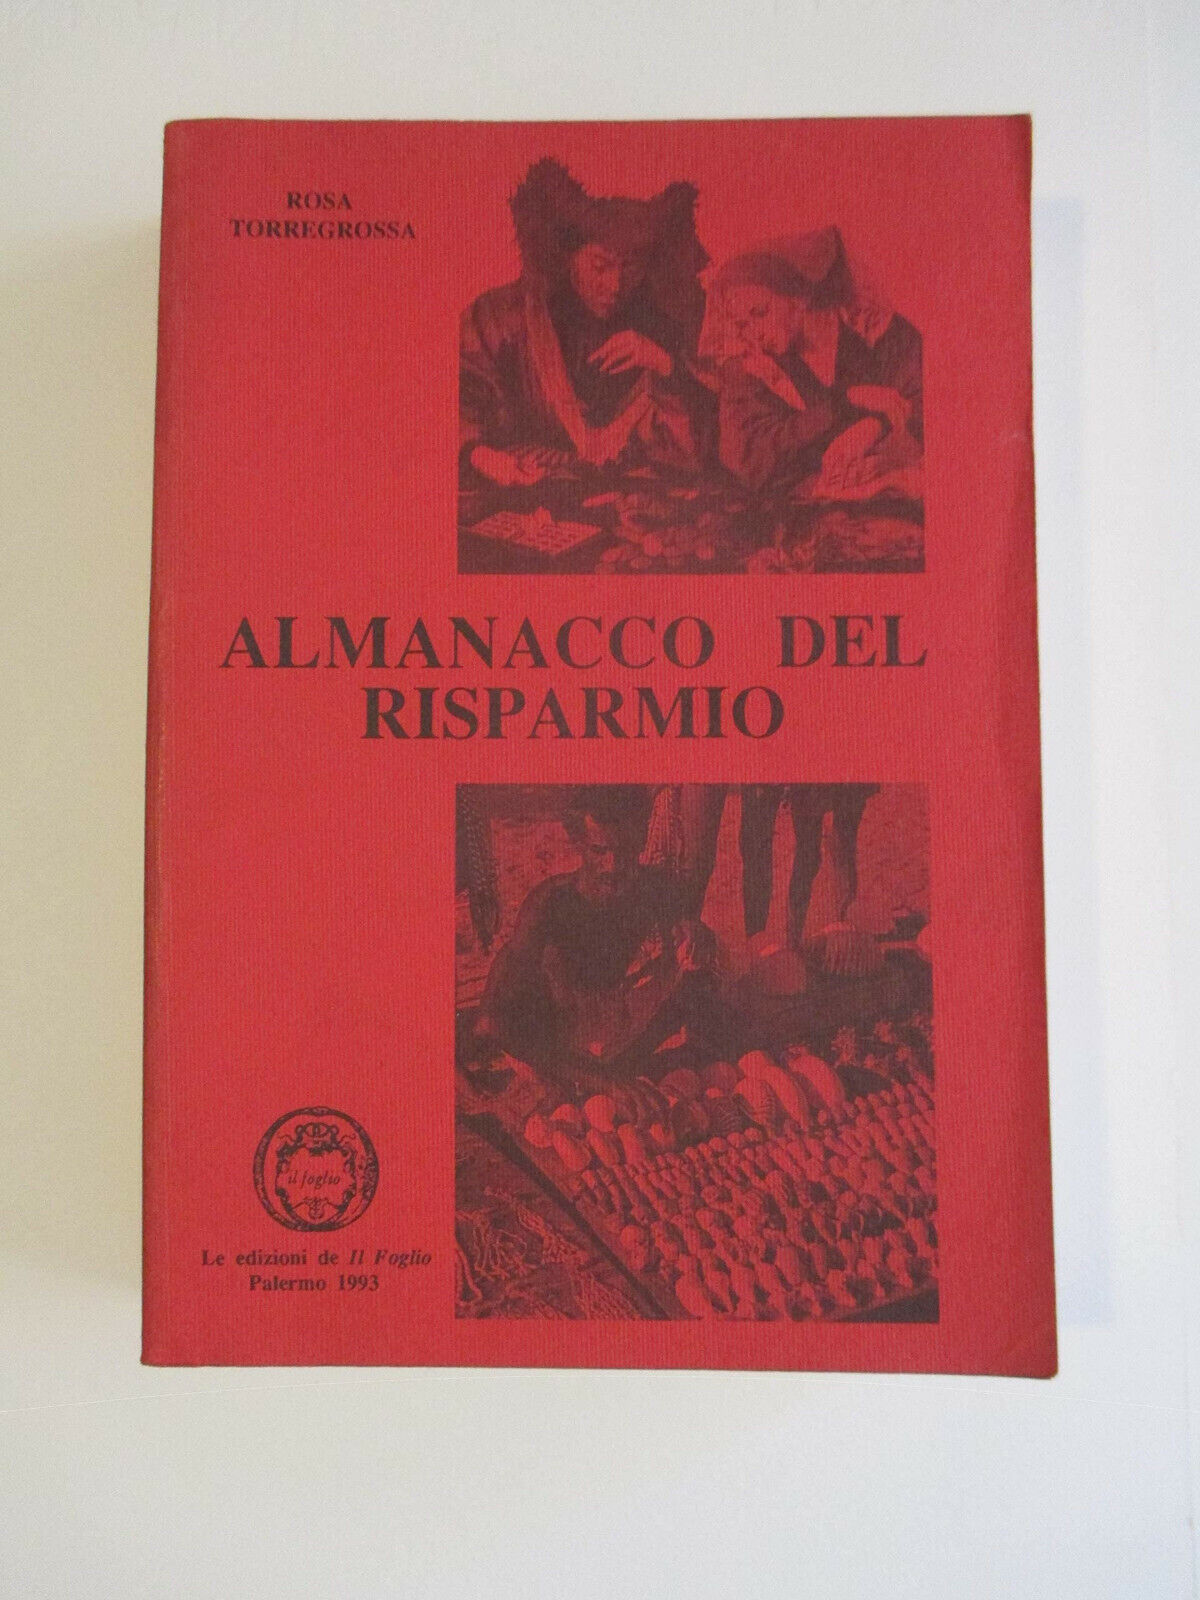 ROSA
TORREGROSSA
ALMANACCO DEL
RISPARMIO
il foglio
Le edizioni de Il Foglio
Palermo 1993